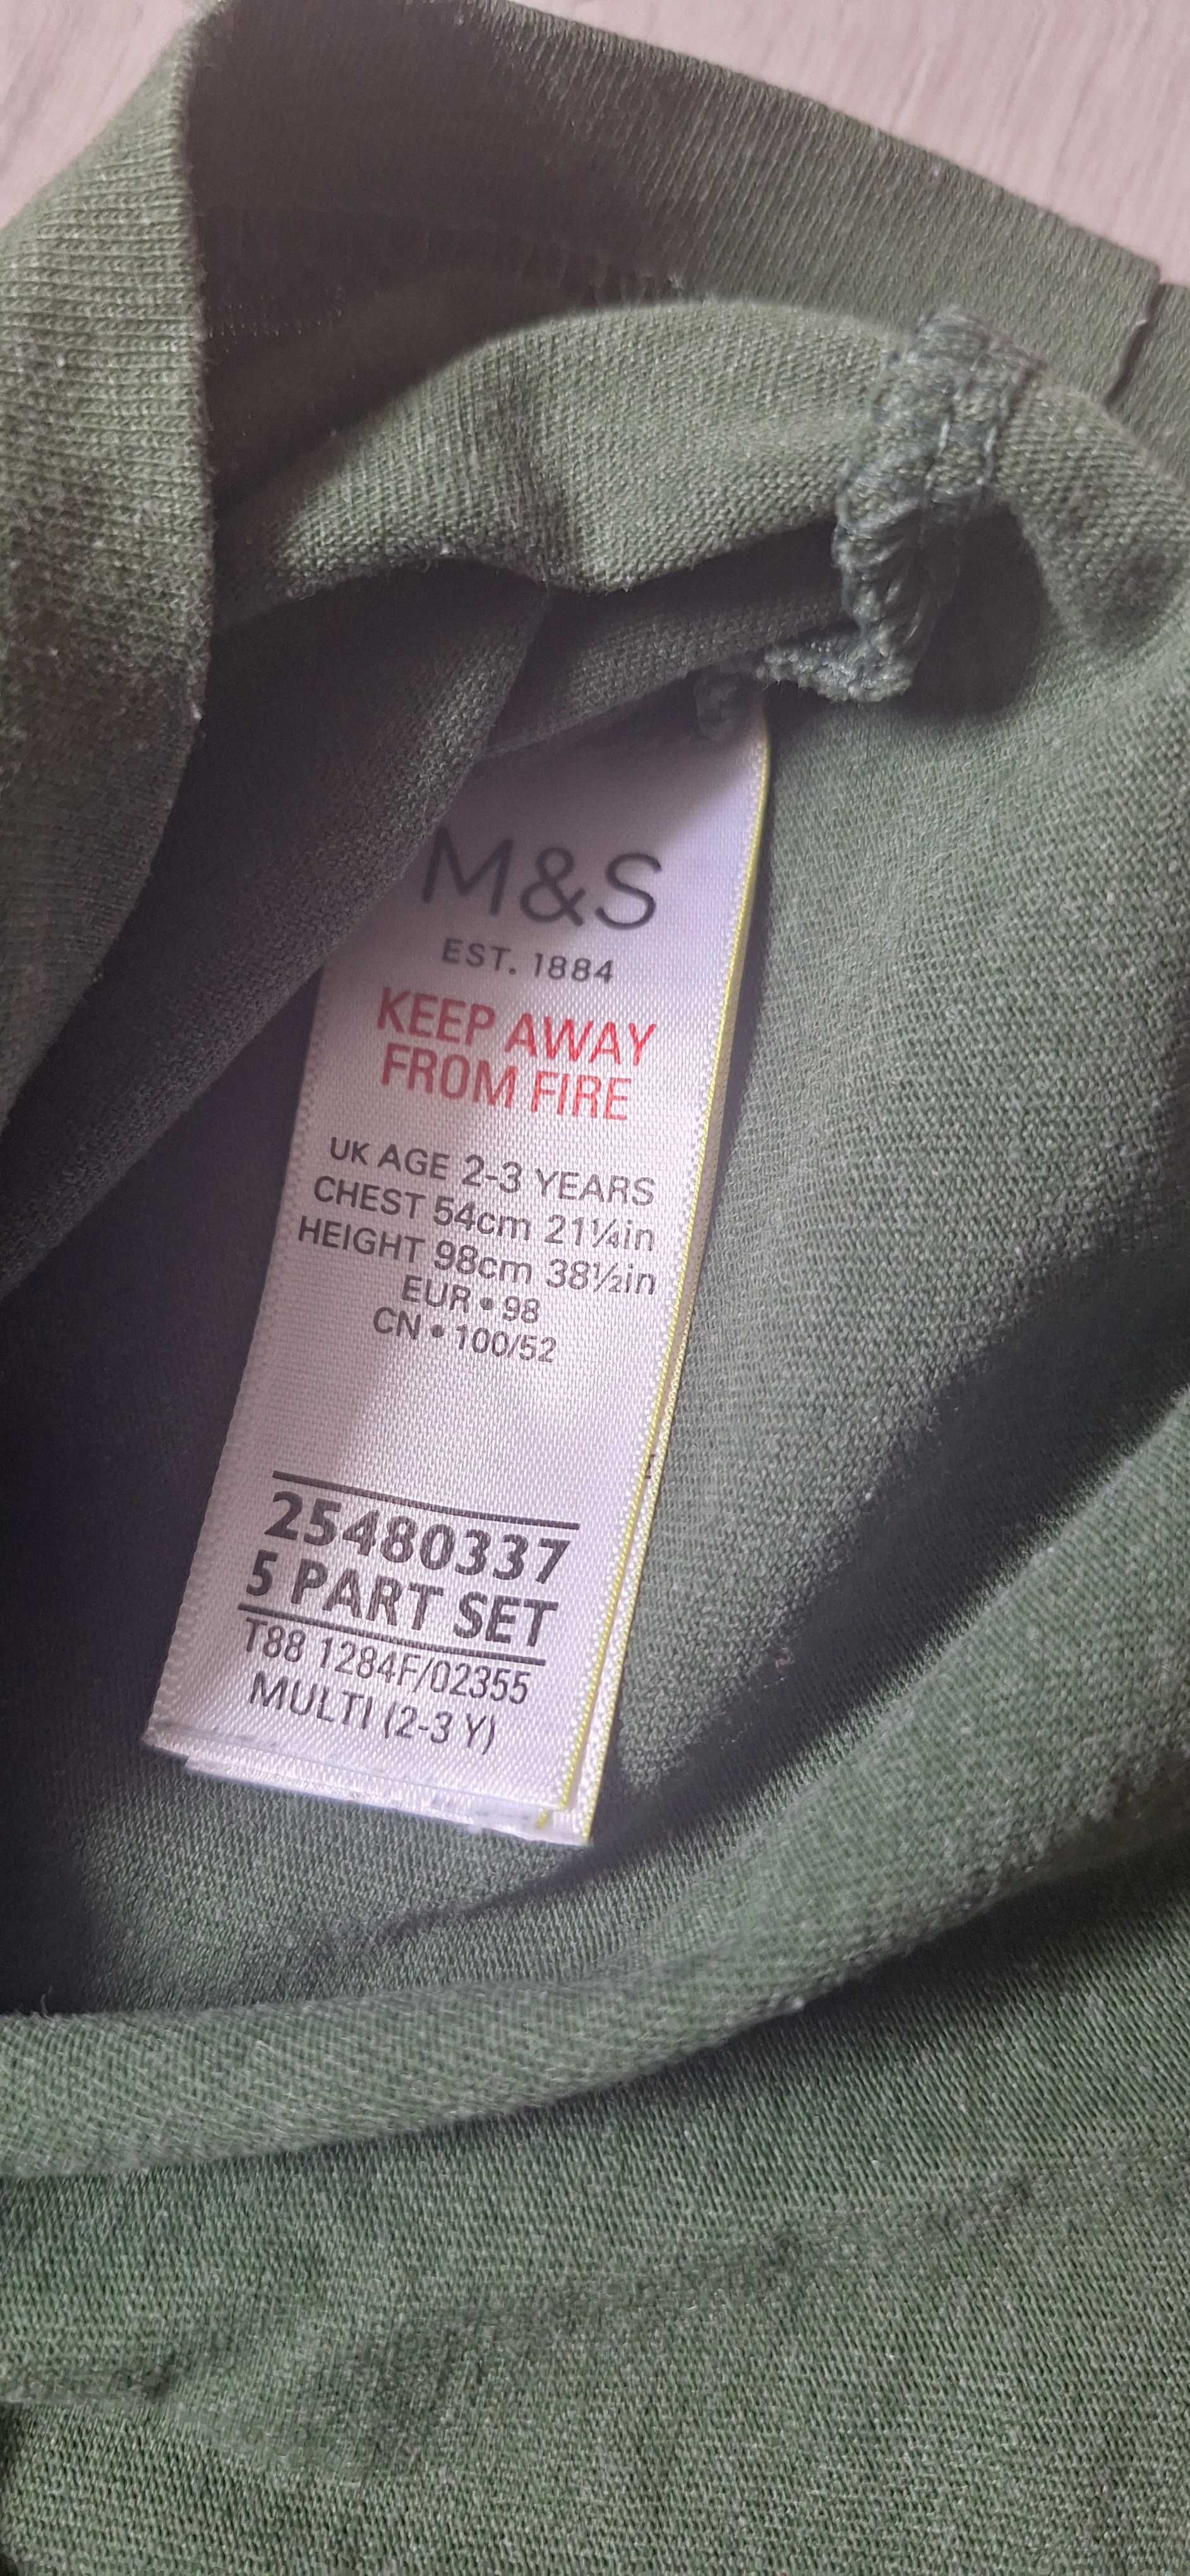 M&S
EST. 1884
KEEP AWAY
FROM FIRE
UK AGE 2-3 YEARS
CHEST 54cm 21¼in
HEIGHT 98cm 38½in
EUR • 98
CN • 100/52
25480337
5 PART SET
T88 1284F/02355
MULTI (2-3 Y)